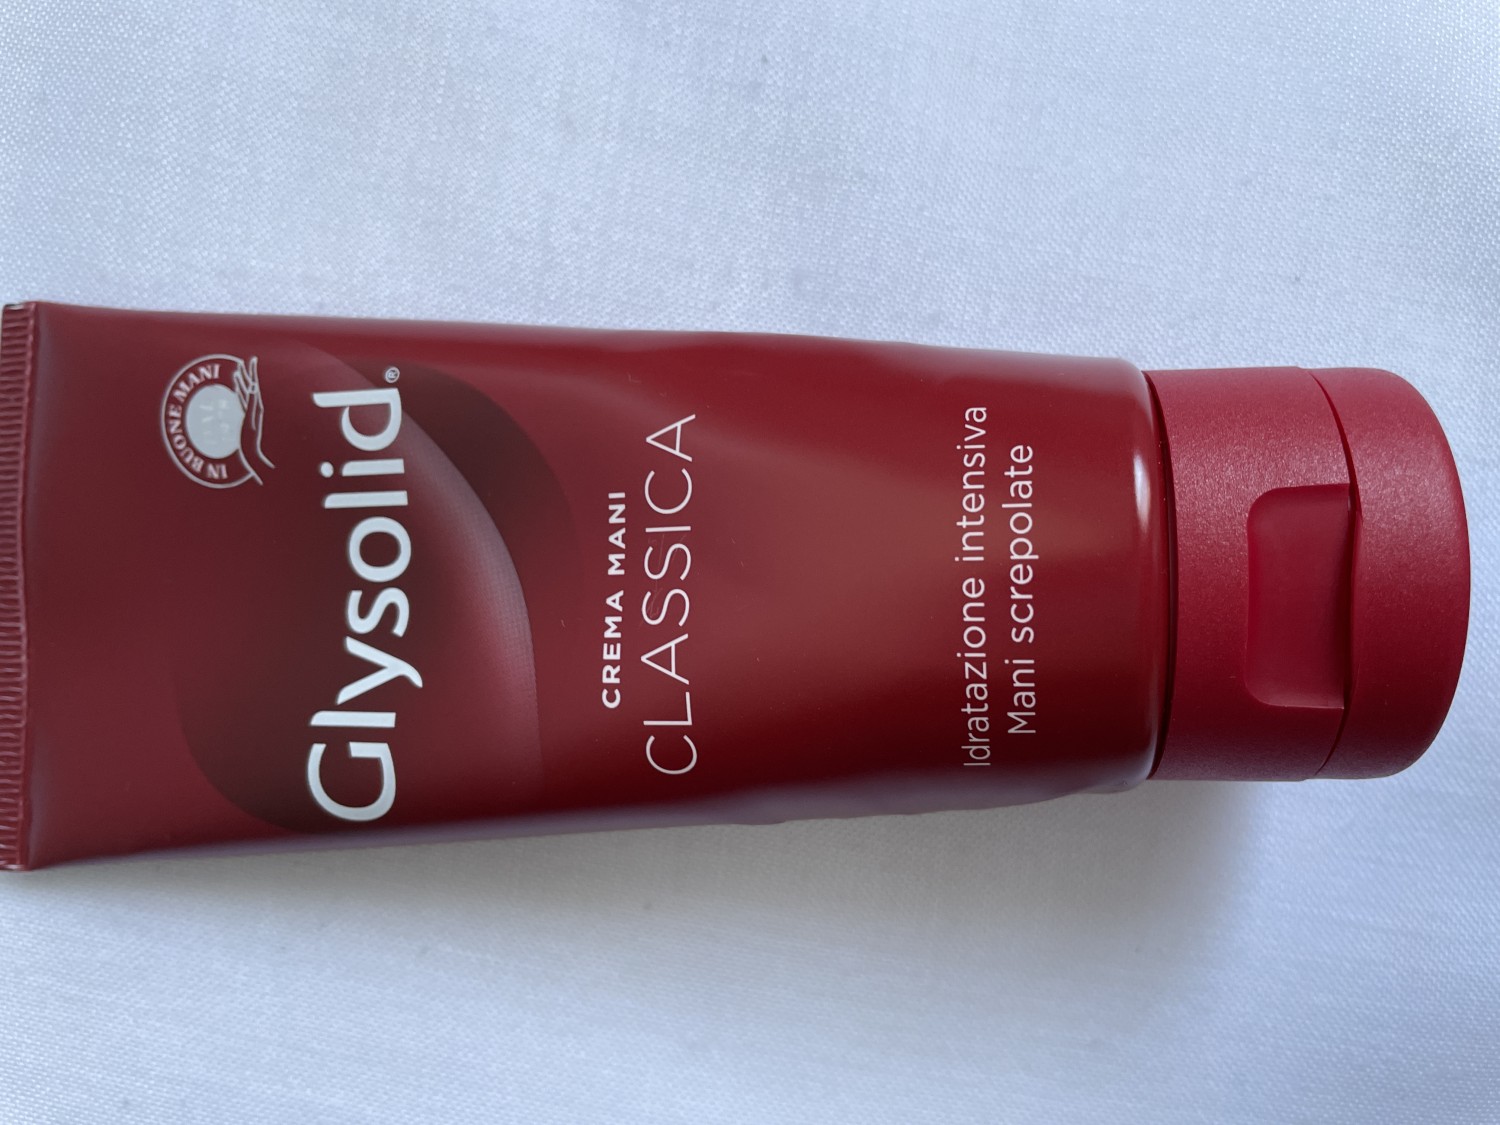 IN BUONE MANI
Glysolid®
CREMA MANI
CLASSICA
Idratazione intensiva
Mani screpolate